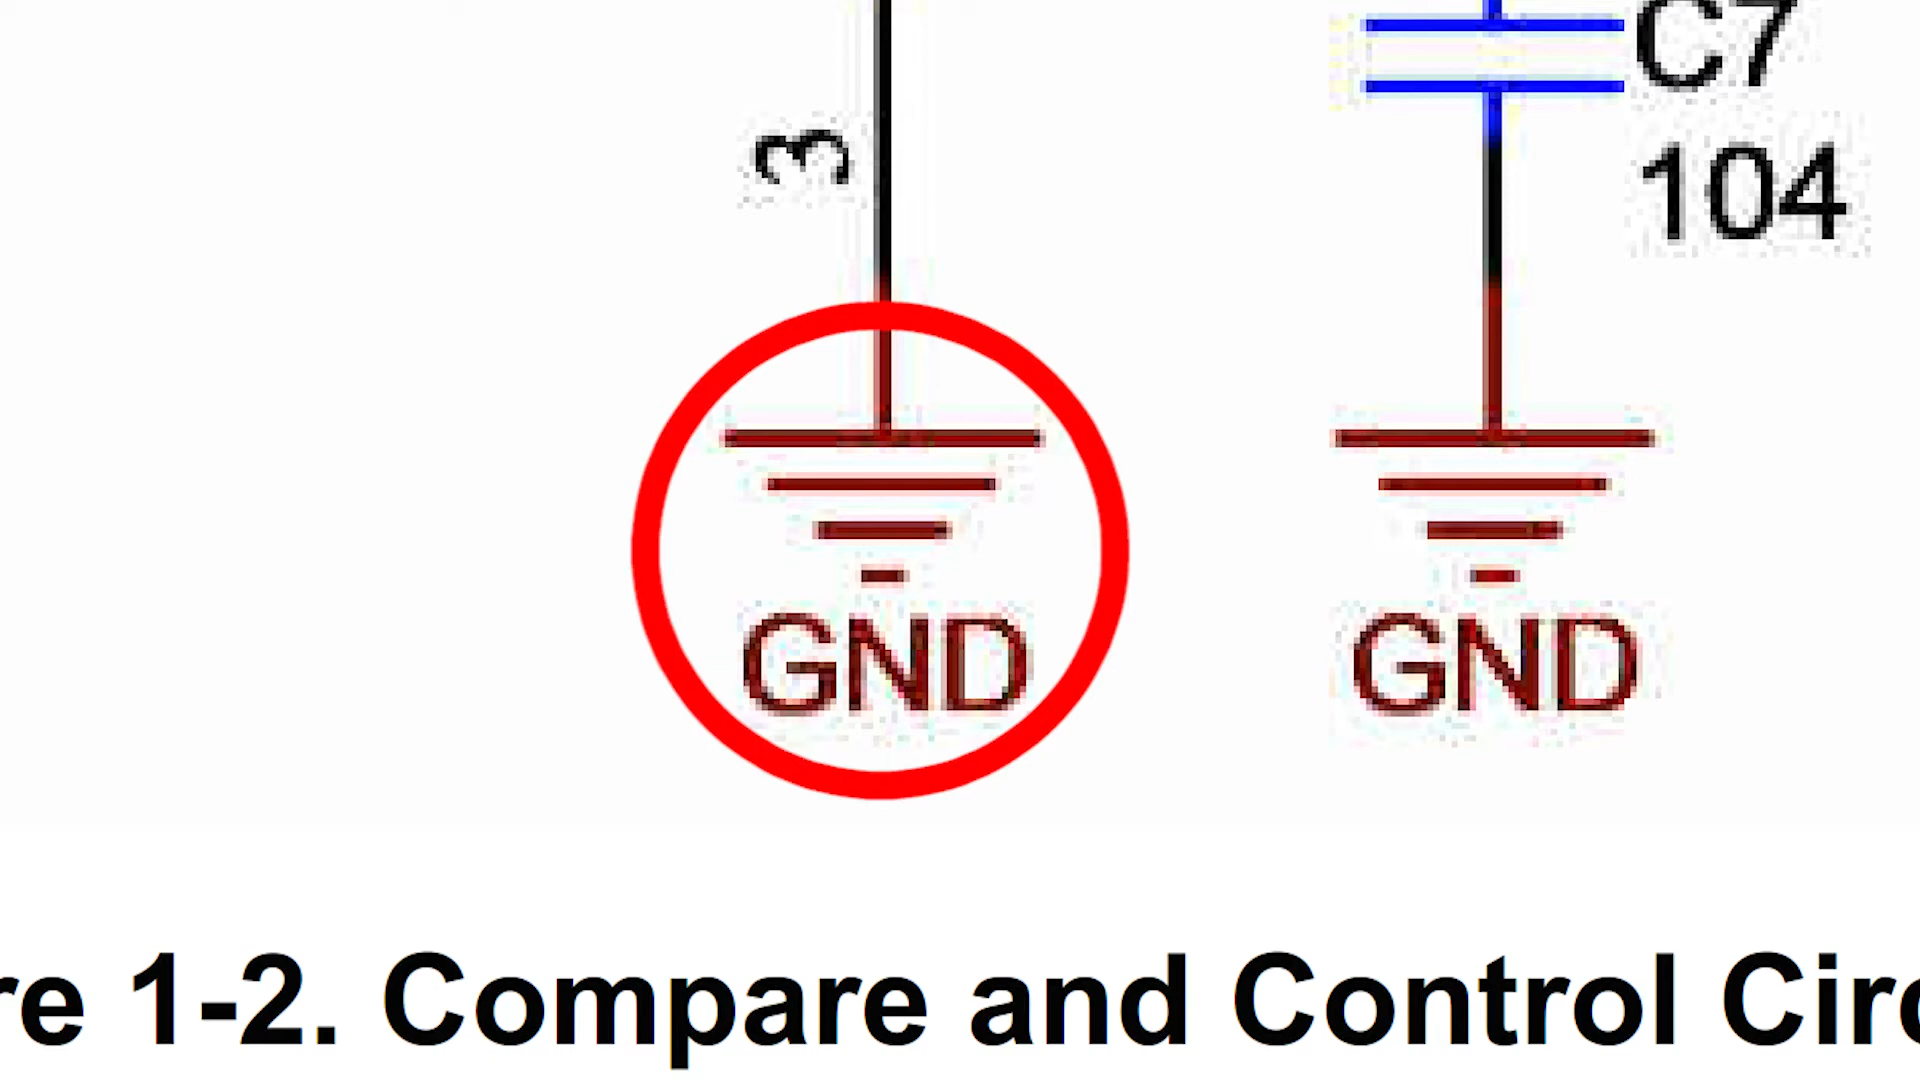 C7
3
104
GND GND
re 1-2. Compare and Control Circ